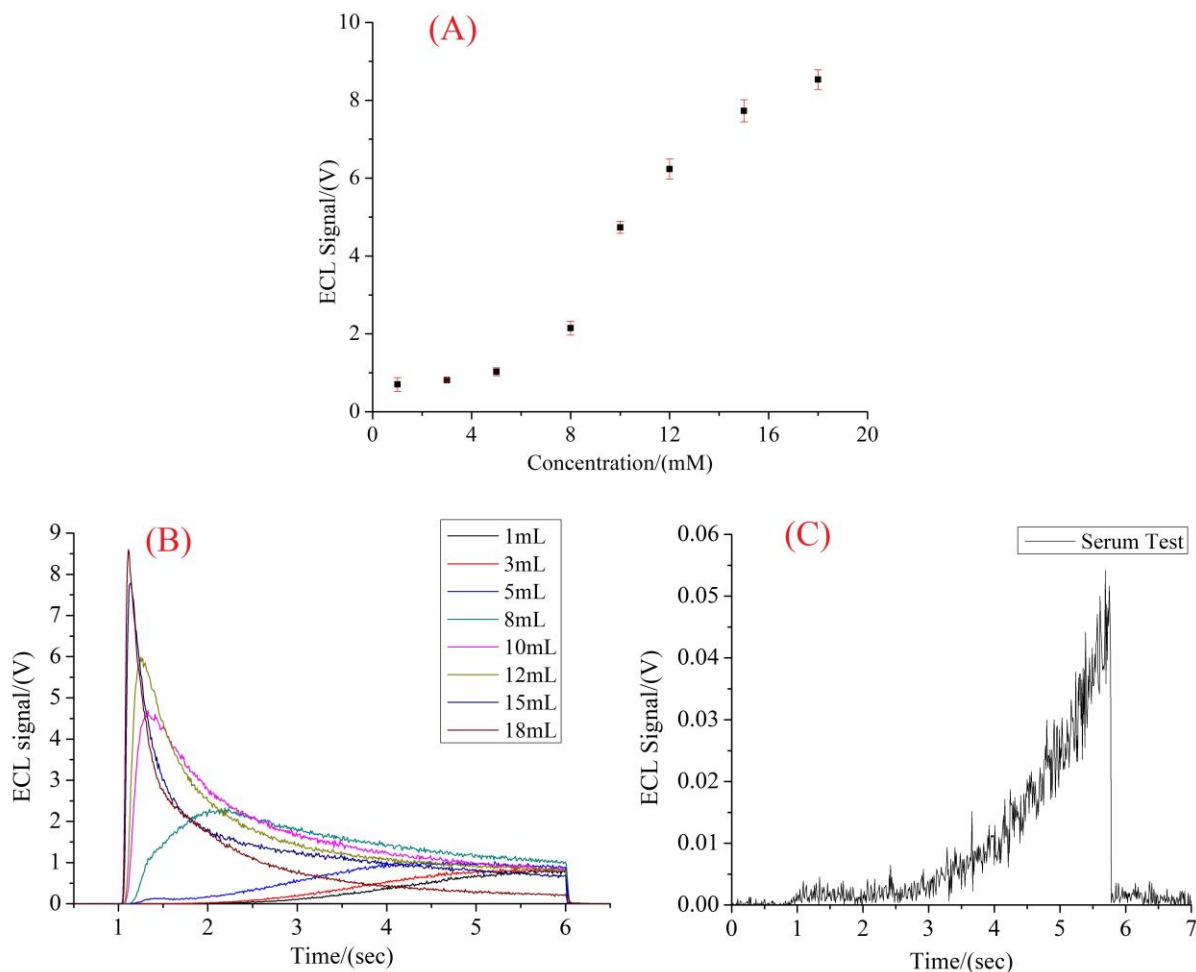 (A)
10
8
6
4
2
0
ECL Signal/(V)
0 4 8 12 16 20
Concentration/(mM)
(B)
9
8
7
6
5
4
3
2
1
0
ECL signal/(V)
1 2 3 4 5 6
Time/(sec)
1mL
3mL
5mL
8mL
10mL
12mL
15mL
18mL
(C)
Serum Test
0.06
0.05
0.04
0.03
0.02
0.01
0.00
ECL Signal/(V)
0 1 2 3 4 5 6 7
Time/(sec)